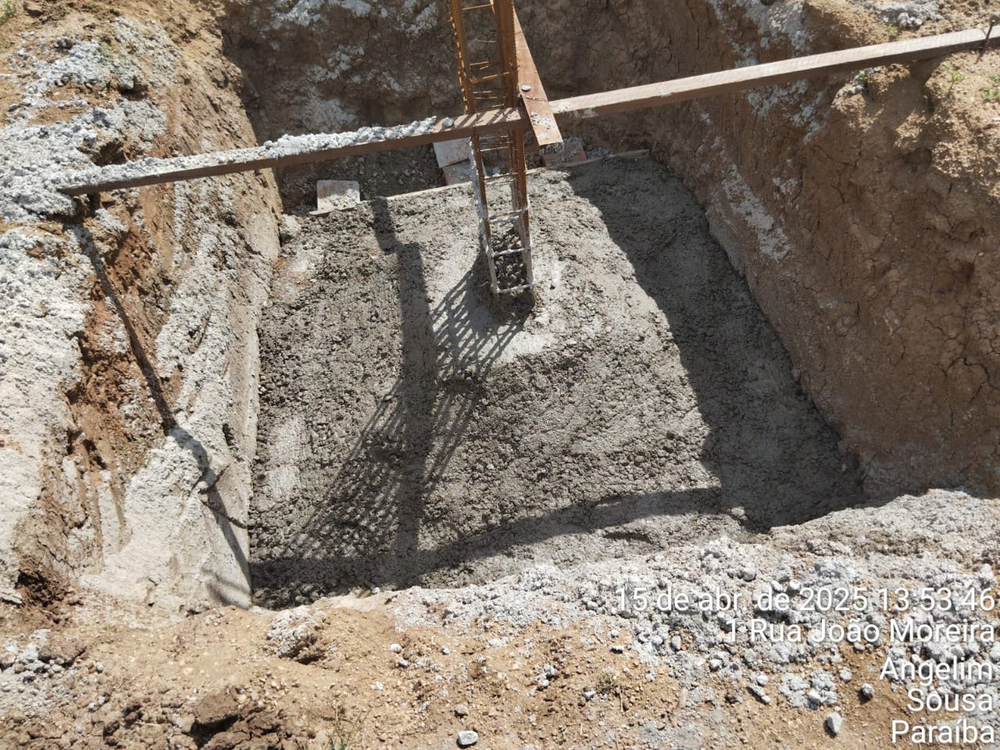 15 de abr. de 2025 13:53:46
1 Rua João Moreira
Angelim
Sousa
Paraíba